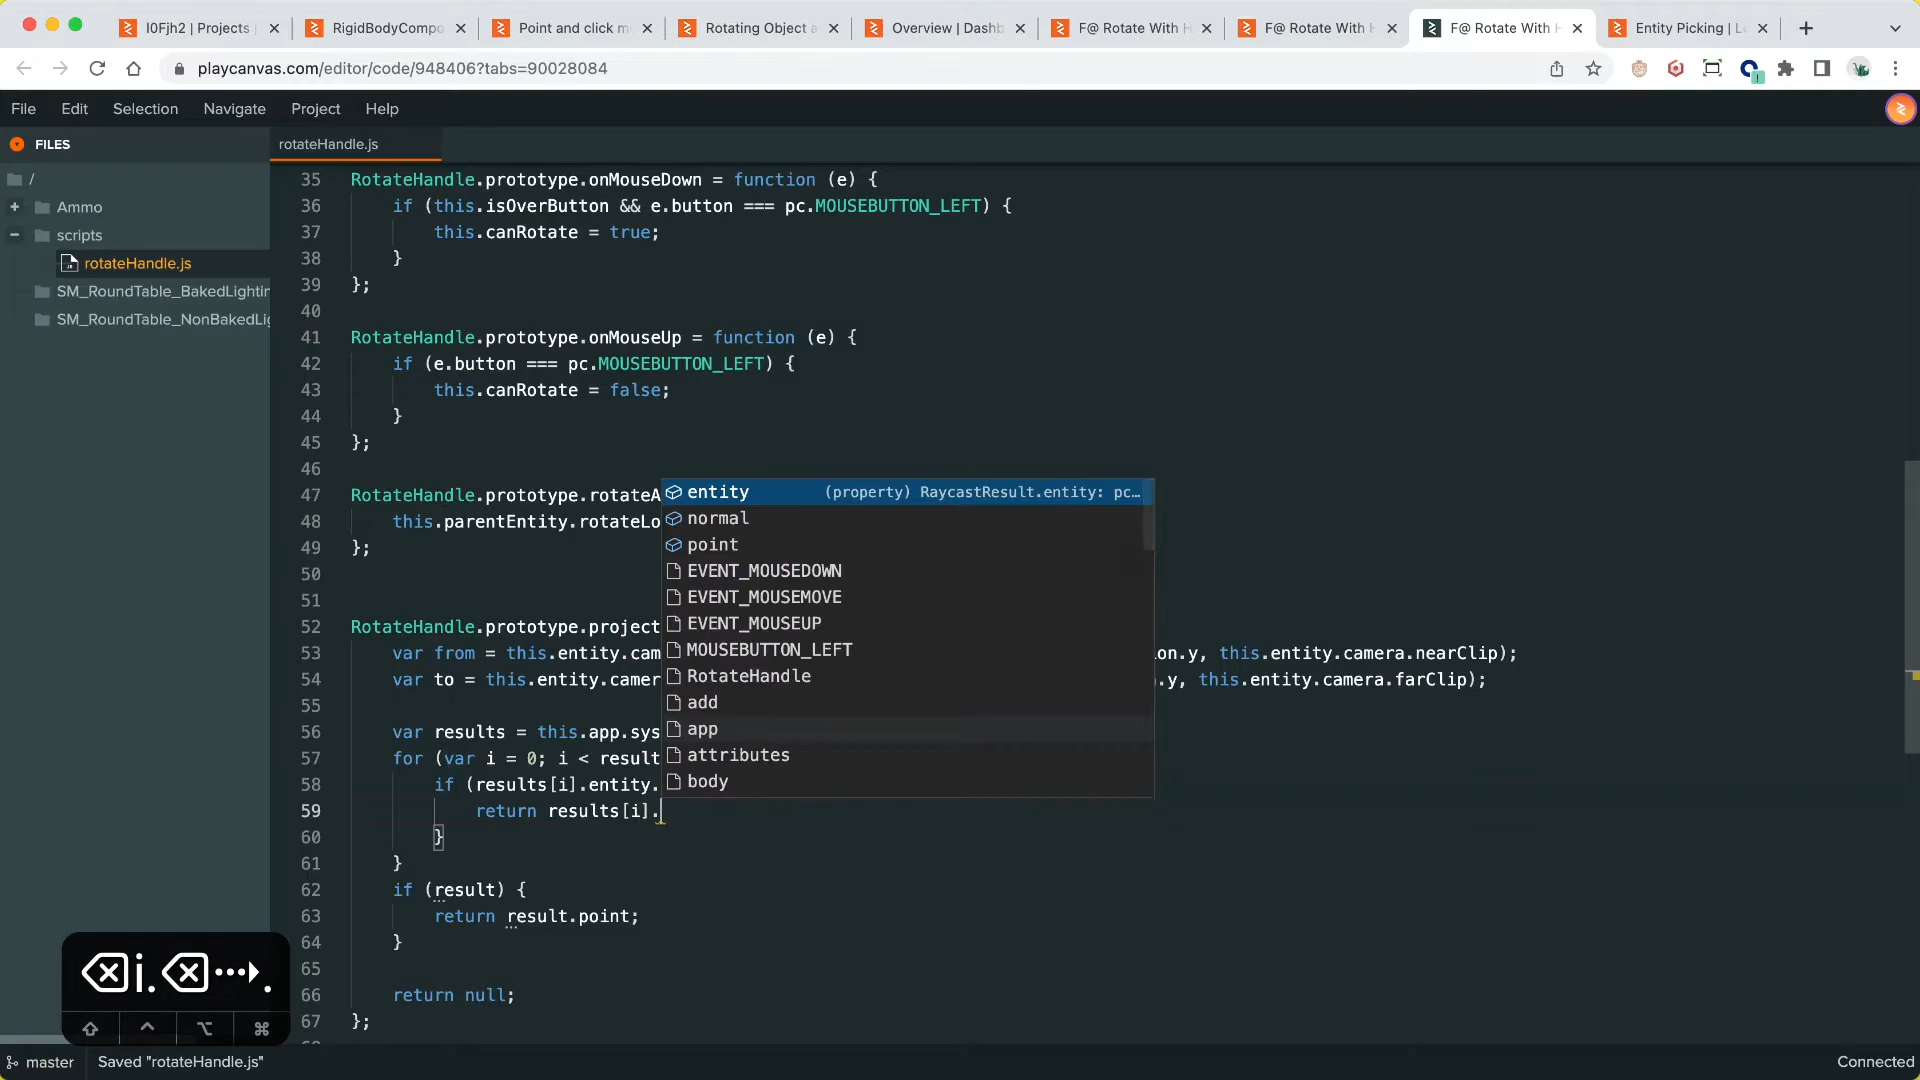 I0Fjh2 | Projects
RigidBodyCompo
Point and click m
Rotating Object a
Overview | Dashb
F@ Rotate With H
F@ Rotate With H
F@ Rotate With H
Entity Picking | L
playcanvas.com/editor/code/948406?tabs=90028084
File Edit Selection Navigate Project Help
FILES
rotateHandle.js
/
Ammo
scripts
rotateHandle.js
SM_RoundTable_BakedLightin
SM_RoundTable_NonBakedLig
35 RotateHandle.prototype.onMouseDown = function (e) {
36 if (this.isOverButton && e.button === pc.MOUSEBUTTON_LEFT) {
37 this.canRotate = true;
38 }
39 };
40
41 RotateHandle.prototype.onMouseUp = function (e) {
42 if (e.button === pc.MOUSEBUTTON_LEFT) {
43 this.canRotate = false;
44 }
45 };
46
47 RotateHandle.prototype.rotateA
48 this.parentEntity.rotateLo
49 };
50
51
52 RotateHandle.prototype.project
53 var from = this.entity.cam ion.y, this.entity.camera.nearClip);
54 var to = this.entity.camer .y, this.entity.camera.farClip);
55
56 var results = this.app.sys
57 for (var i = 0; i < result
58 if (results[i].entity.
59 return results[i].
60 }
61 }
62 if (result) {
63 return result.point;
64 }
65
66 return null;
67 };
entity (property) RaycastResult.entity: pc…
normal
point
EVENT_MOUSEDOWN
EVENT_MOUSEMOVE
EVENT_MOUSEUP
MOUSEBUTTON_LEFT
RotateHandle
add
app
attributes
body
⌫i.⌫⋯▸.
⇧ ⌃ ⌥ ⌘
master Saved "rotateHandle.js"
Connected